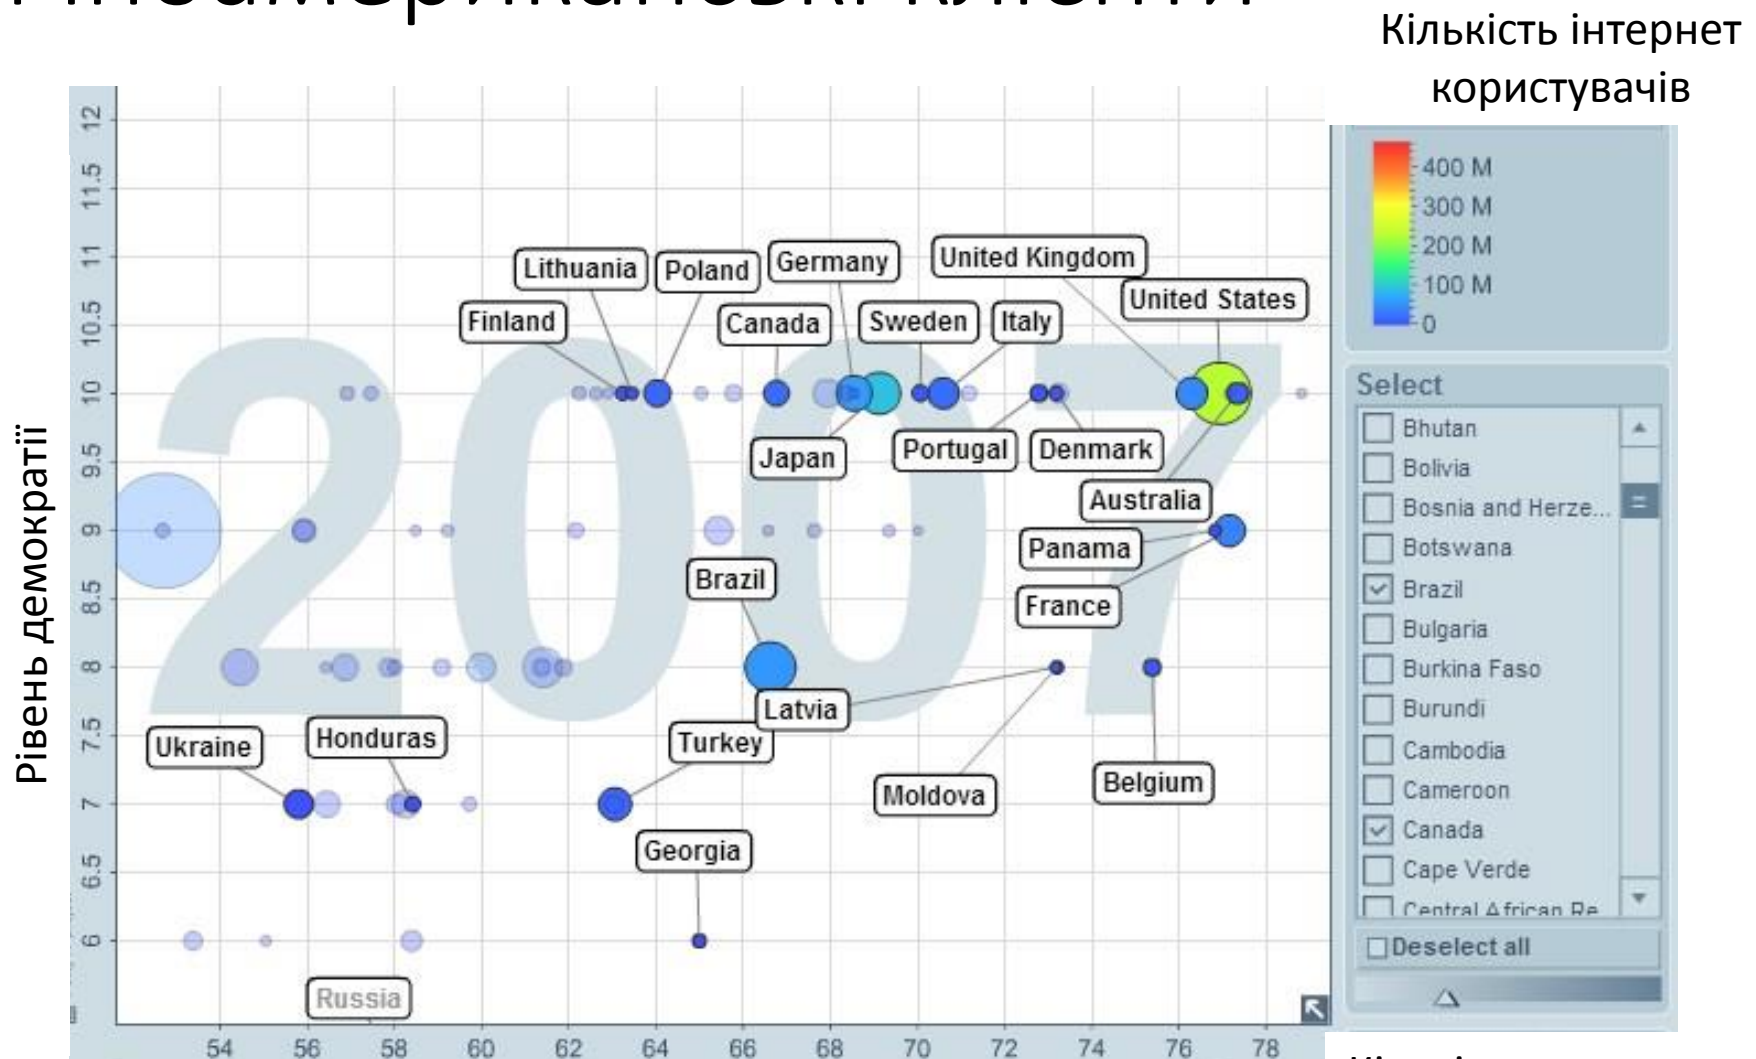 Кількість інтернет
користувачів
Рівень демократії
12
11.5
11
10.5
10
9.5
9
8.5
8
7.5
7
6.5
6
2007
Lithuania
Poland
Germany
United Kingdom
United States
Finland
Canada
Sweden
Italy
Japan
Portugal
Denmark
Australia
Panama
France
Brazil
Latvia
Ukraine
Honduras
Turkey
Moldova
Belgium
Georgia
Russia
54 56 58 60 62 64 66 68 70 72 74 76 78
400 M
300 M
200 M
100 M
0
Select
Bhutan
Bolivia
Bosnia and Herze...
Botswana
Brazil
Bulgaria
Burkina Faso
Burundi
Cambodia
Cameroon
Canada
Cape Verde
Central African Re
Deselect all